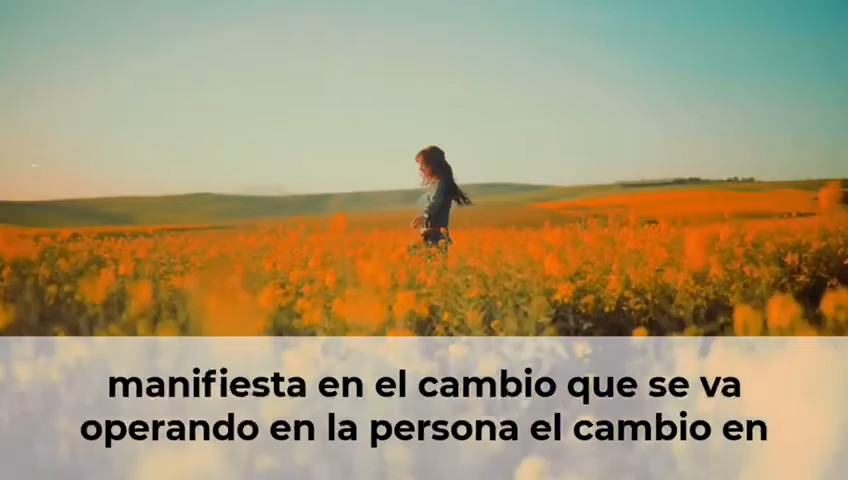 manifiesta en el cambio que se va
operando en la persona el cambio en